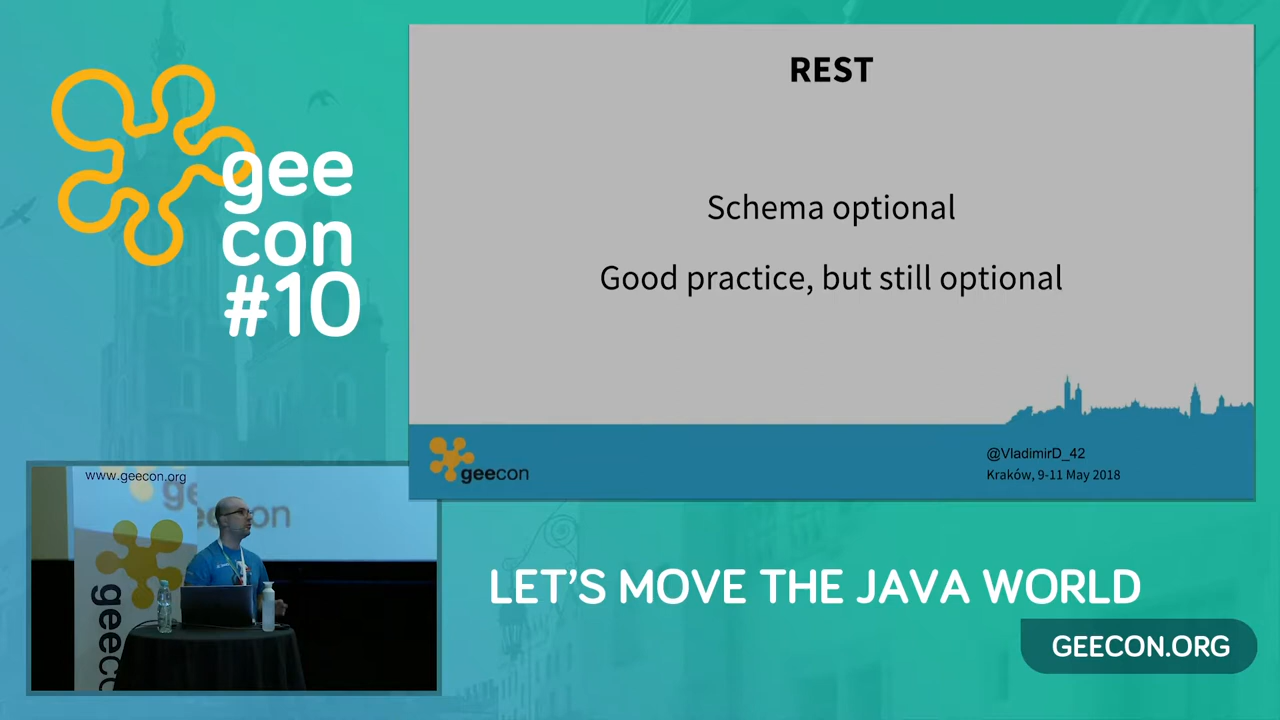 gee
con
#10
REST
Schema optional
Good practice, but still optional
geecon
@VladimirD_42
Kraków, 9-11 May 2018
www.geecon.org
geecon
geecon
LET'S MOVE THE JAVA WORLD
GEECON.ORG